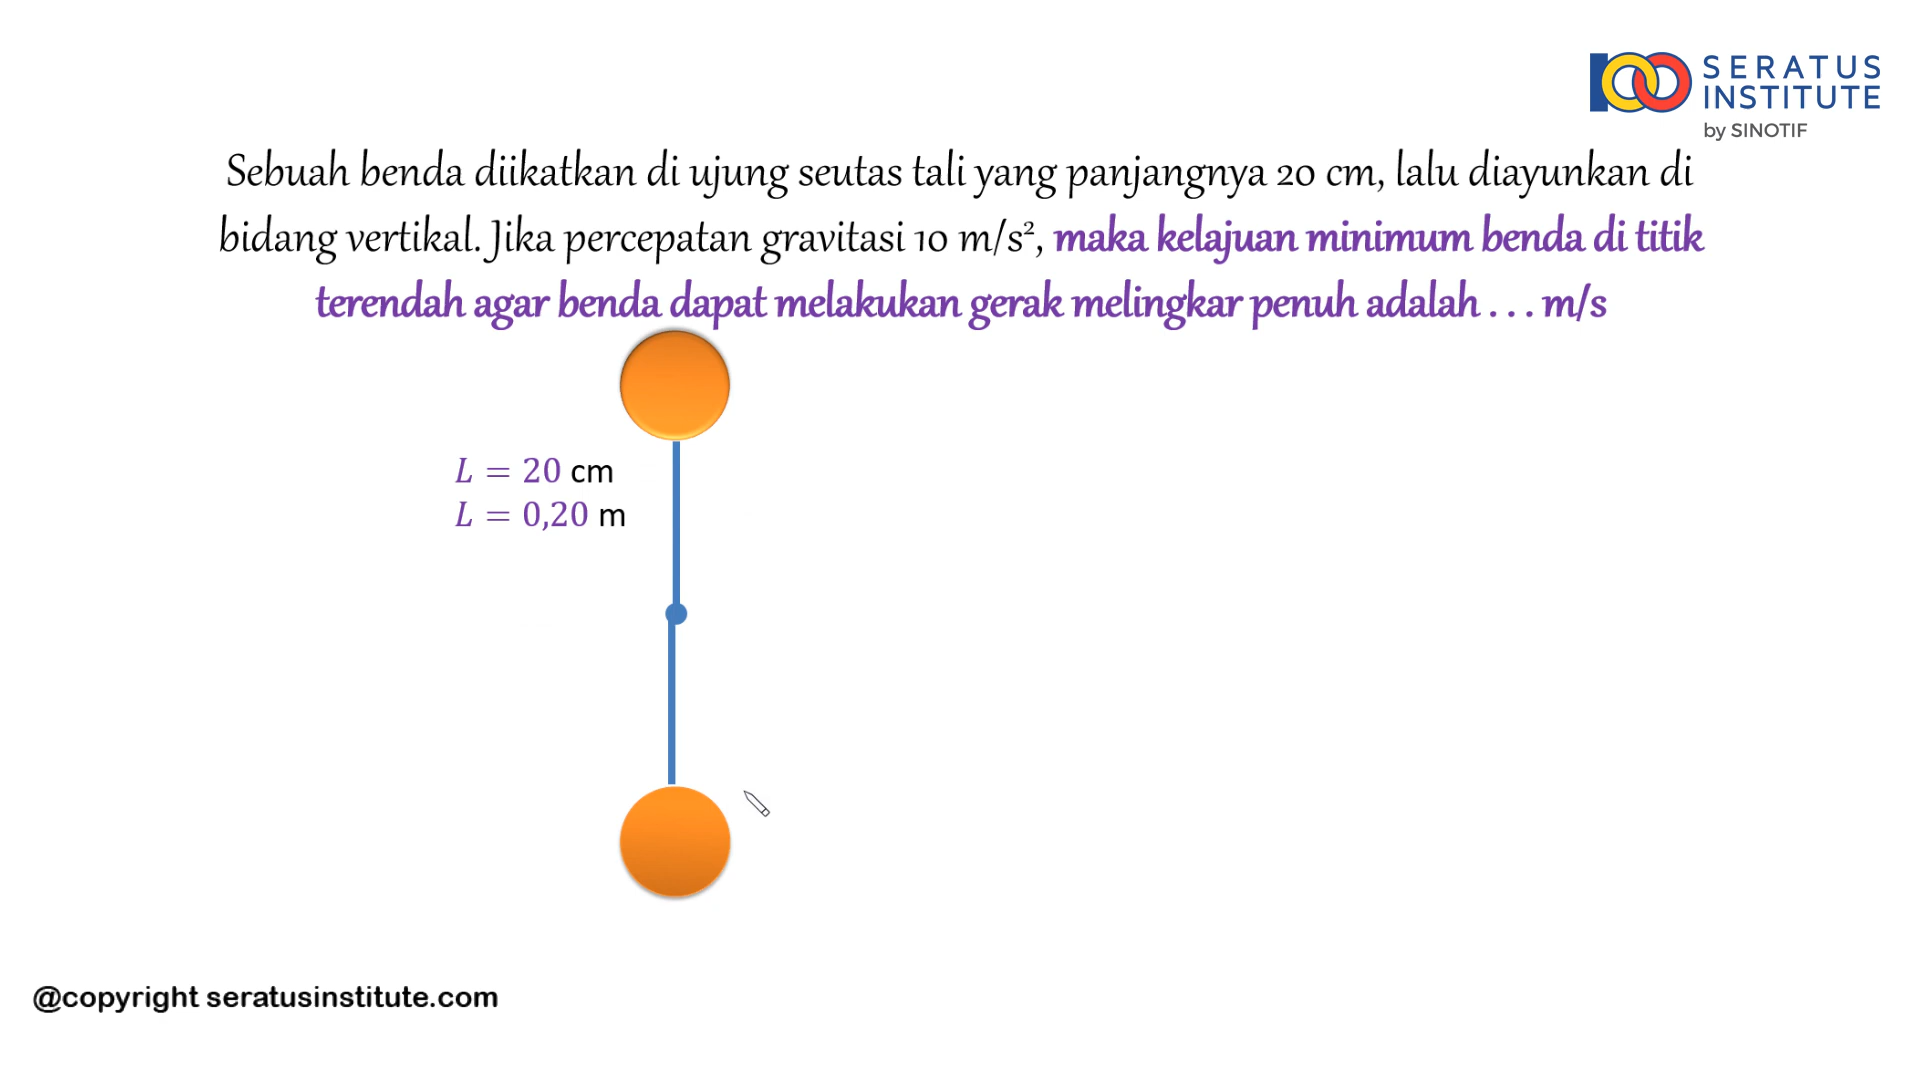 SERATUS
INSTITUTE
by SINOTIF
Sebuah benda diikatkan di ujung seutas tali yang panjangnya 20 cm, lalu diayunkan di
bidang vertikal. Jika percepatan gravitasi 10 m/s², maka kelajuan minimum benda di titik
terendah agar benda dapat melakukan gerak melingkar penuh adalah . . . m/s
L = 20 cm
L = 0,20 m
@copyright seratusinstitute.com